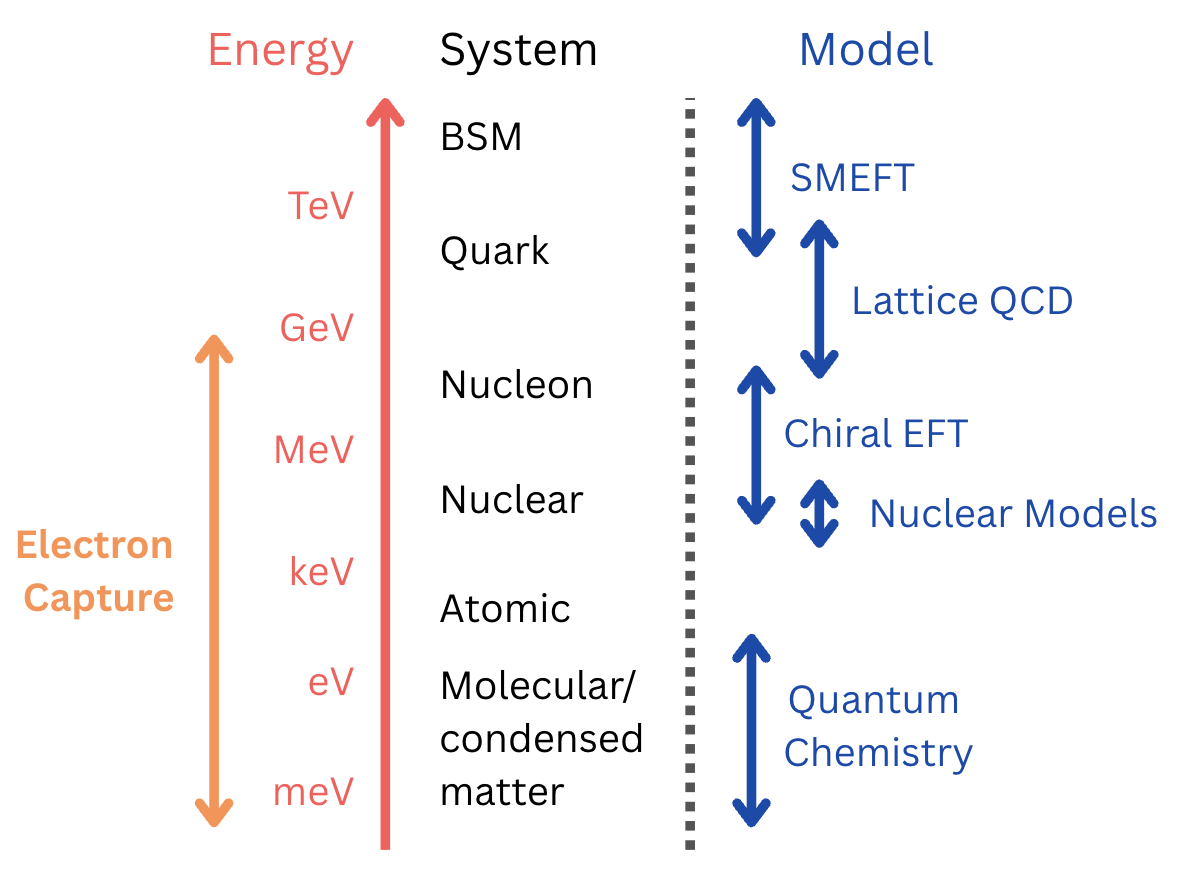 Energy
System
Model
BSM
SMEFT
TeV
Quark
Lattice QCD
GeV
Nucleon
Chiral EFT
MeV
Nuclear
Nuclear Models
Electron
Capture
keV
Atomic
eV
Molecular/
condensed
matter
Quantum
Chemistry
meV